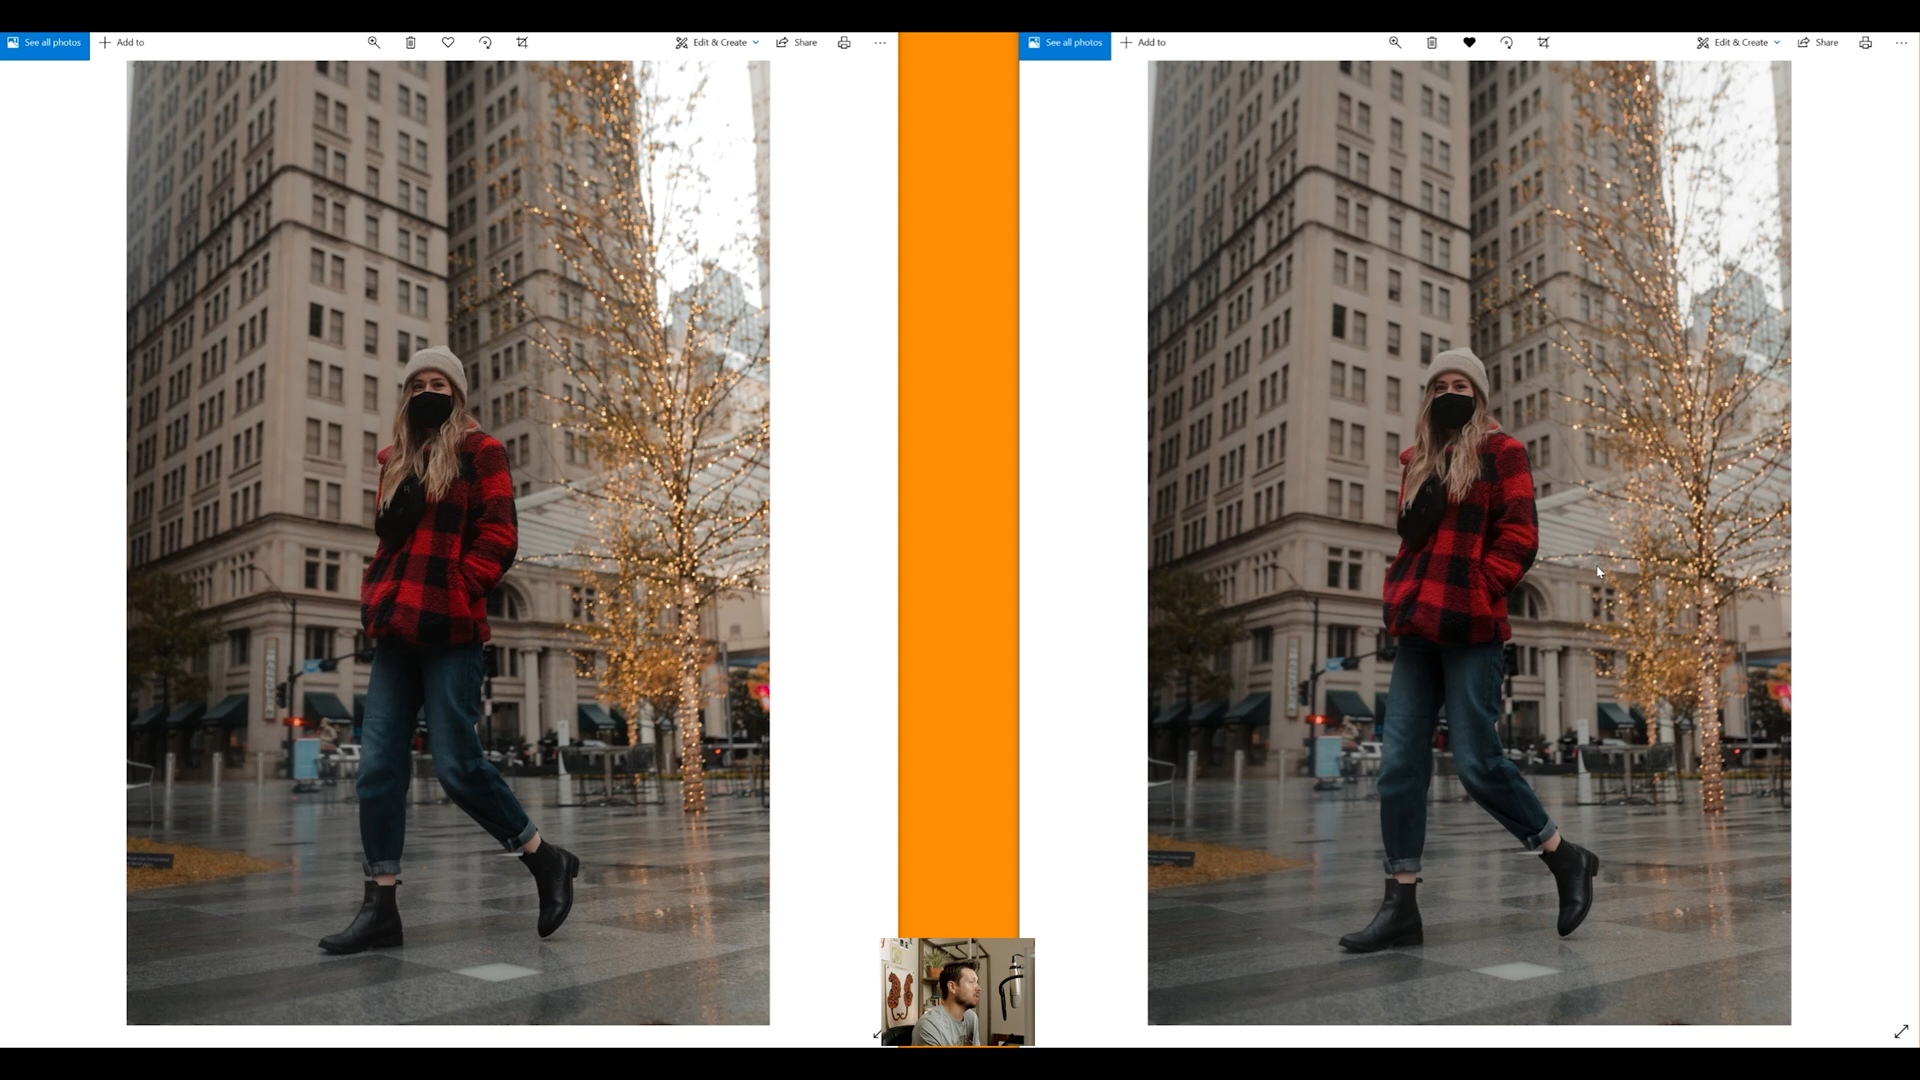 See all photos
Add to
Edit & Create
Share
See all photos
Add to
Edit & Create
Share